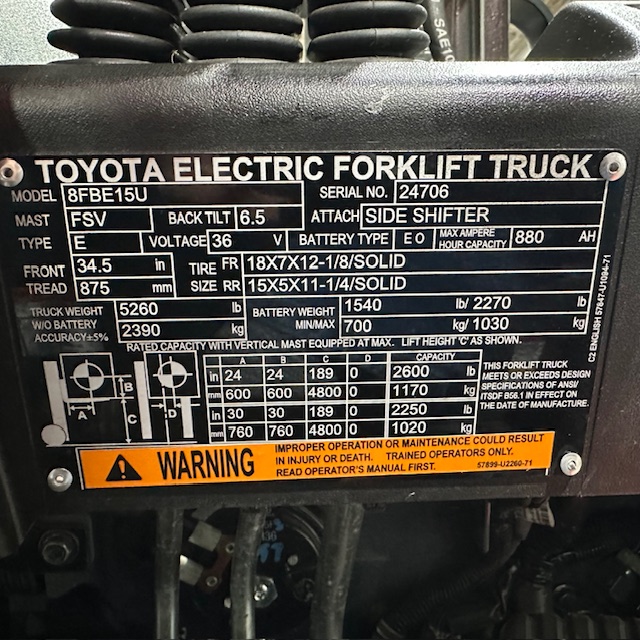 SAE10
TOYOTA ELECTRIC FORKLIFT TRUCK
MODEL 8FBE15U SERIAL NO. 24706
MAST FSV BACK TILT 6.5 ATTACH SIDE SHIFTER
TYPE E VOLTAGE 36 V BATTERY TYPE E O MAX AMPERE HOUR CAPACITY 880 AH
FRONT TREAD 34.5 in TIRE SIZE FR 18X7X12-1/8/SOLID
875 mm RR 15X5X11-1/4/SOLID
TRUCK WEIGHT W/O BATTERY ACCURACY±5% 5260 lb BATTERY WEIGHT MIN/MAX 1540 lb/ 2270 lb
2390 kg 700 kg/ 1030 kg
RATED CAPACITY WITH VERTICAL MAST EQUIPPED AT MAX. LIFT HEIGHT 'C' AS SHOWN.
A B C D CAPACITY
in 24 24 189 0 2600 lb
mm 600 600 4800 0 1170 kg
in 30 30 189 0 2250 lb
mm 760 760 4800 0 1020 kg
A B C D
THIS FORKLIFT TRUCK
MEETS OR EXCEEDS DESIGN
SPECIFICATIONS OF ANSI/
ITSDF B56.1 IN EFFECT ON
THE DATE OF MANUFACTURE.
C2 ENGLISH 57847-U1094-71
WARNING
IMPROPER OPERATION OR MAINTENANCE COULD RESULT
IN INJURY OR DEATH. TRAINED OPERATORS ONLY.
READ OPERATOR'S MANUAL FIRST. 57899-U2260-71